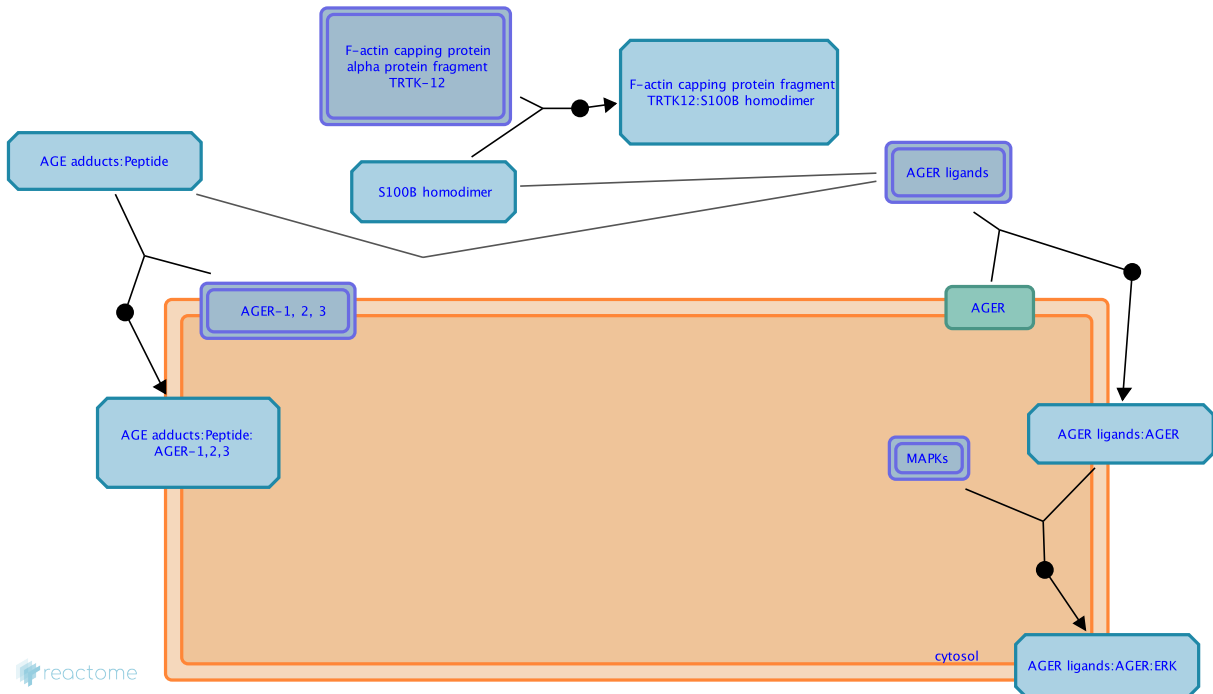 F-actin capping protein
alpha protein fragment
TRTK-12
F-actin capping protein fragment
TRTK12:S100B homodimer
AGE adducts:Peptide
S100B homodimer
AGER ligands
AGER-1, 2, 3
AGER
AGE adducts:Peptide:
AGER-1,2,3
AGER ligands:AGER
MAPKs
cytosol
AGER ligands:AGER:ERK
reactome